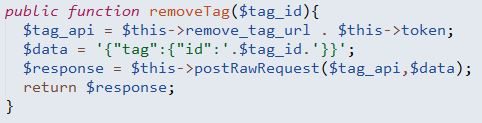 public function removeTag($tag_id){
$tag_api = $this->remove_tag_url . $this->token;
$data = '{"tag":{"id":'.$tag_id.'}}';
$response = $this->postRawRequest($tag_api,$data);
return $response;
}